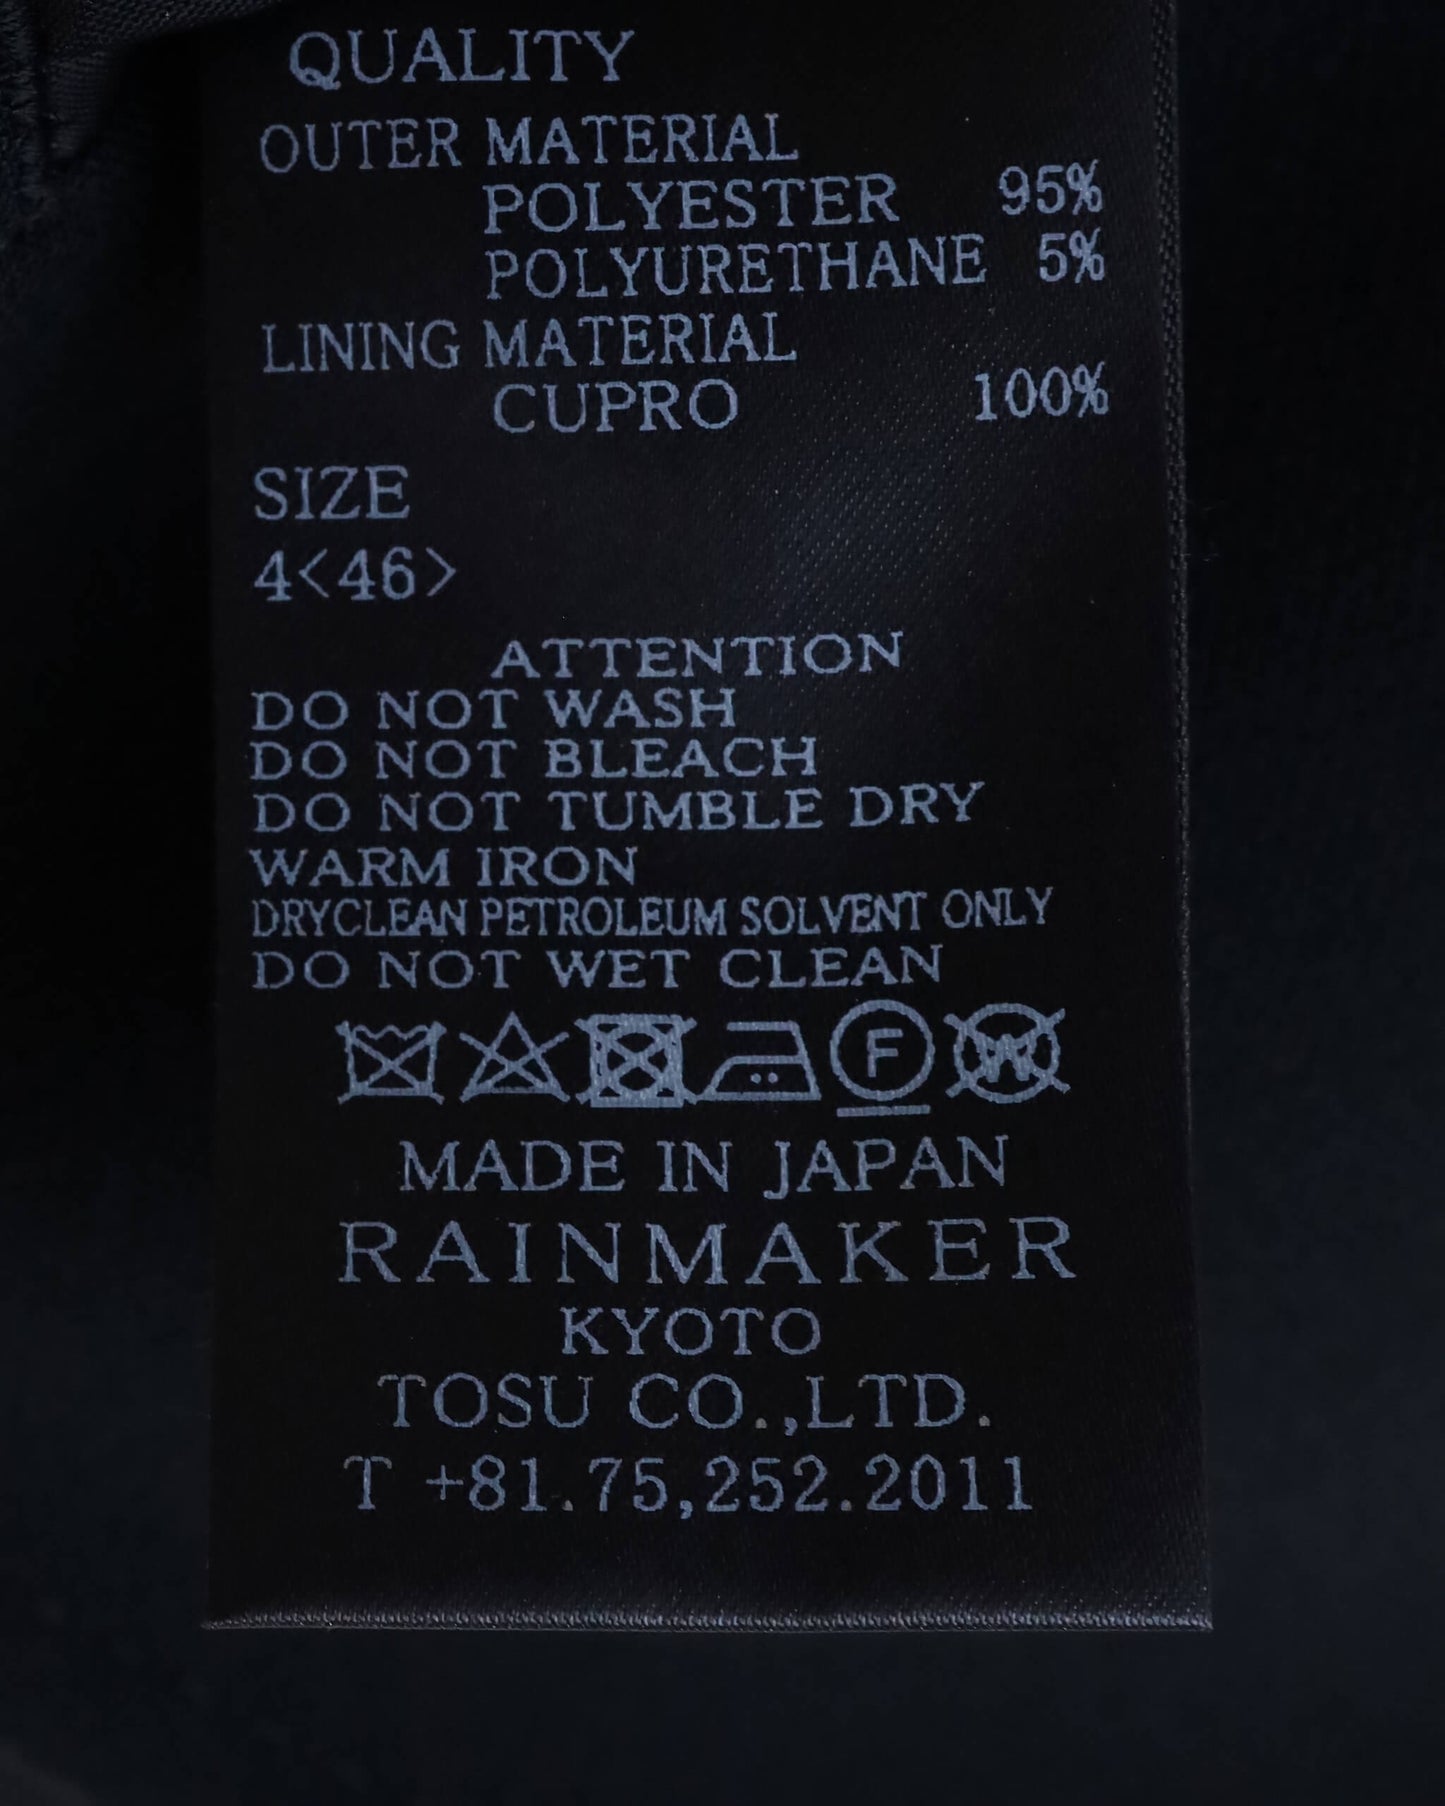 QUALITY
OUTER MATERIAL
POLYESTER 95%
POLYURETHANE 5%
LINING MATERIAL
CUPRO 100%
SIZE
4<46>
ATTENTION
DO NOT WASH
DO NOT BLEACH
DO NOT TUMBLE DRY
WARM IRON
DRYCLEAN PETROLEUM SOLVENT ONLY
DO NOT WET CLEAN
F W
MADE IN JAPAN
RAINMAKER
KYOTO
TOSU CO.,LTD.
T +81.75,252.2011